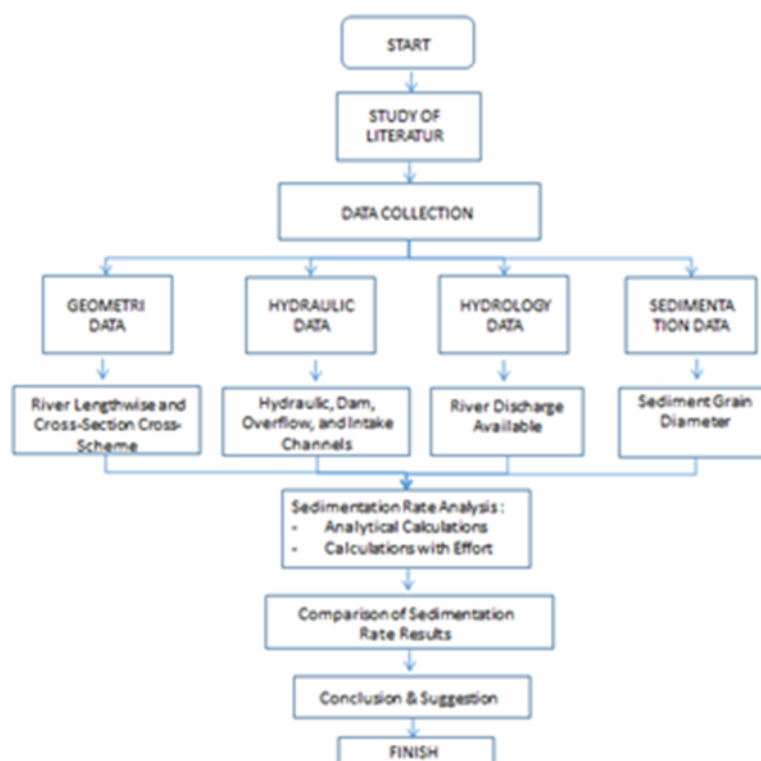 START
STUDY OF
LITERATUR
DATA COLLECTION
GEOMETRI
DATA
HYDRAULIC
DATA
HYDROLOGY
DATA
SEDIMENTA
TION DATA
River Lengthwise and
Cross-Section Cross-
Scheme
Hydraulic, Dam,
Overflow, and Intake
Channels
River Discharge
Available
Sediment Grain
Diameter
Sedimentation Rate Analysis :
- Analytical Calculations
- Calculations with Effort
Comparison of Sedimentation
Rate Results
Conclusion & Suggestion
FINISH